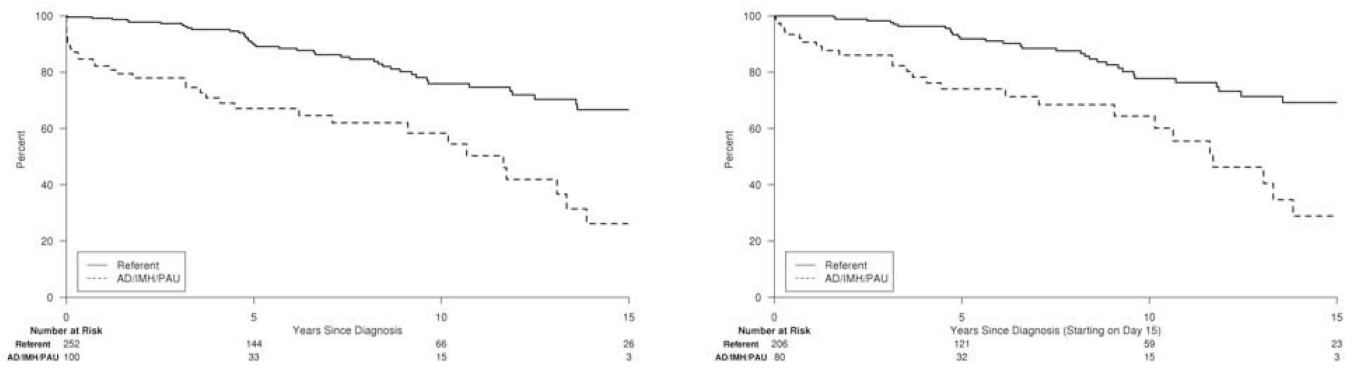 100
80
60
40
20
0
Percent
Referent
AD/IMH/PAU
0 5 10 15
Years Since Diagnosis
Number at Risk
Referent 252 144 66 26
AD/IMH/PAU 100 33 15 3
100
80
60
40
20
0
Percent
Referent
AD/IMH/PAU
0 5 10 15
Years Since Diagnosis (Starting on Day 15)
Number at Risk
Referent 206 121 59 23
AD/IMH/PAU 80 32 15 3